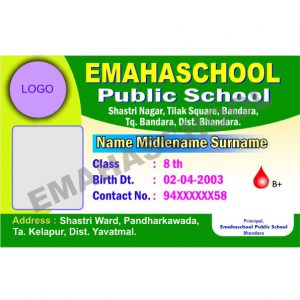 LOGO
EMAHASCHOOL
Public School
Shastri Nagar, Tilak Square, Bandara,
Tq. Bandara, Dist. Bhandara.
Name Midlename Surname
Class : 8 th
Birth Dt. : 02-04-2003
Contact No. : 94XXXXXX58
B+
Address : Shastri Ward, Pandharkawada,
Ta. Kelapur, Dist. Yavatmal.
Principal,
Emahaschool Public School
Bhandara
EMAHASCHOOL